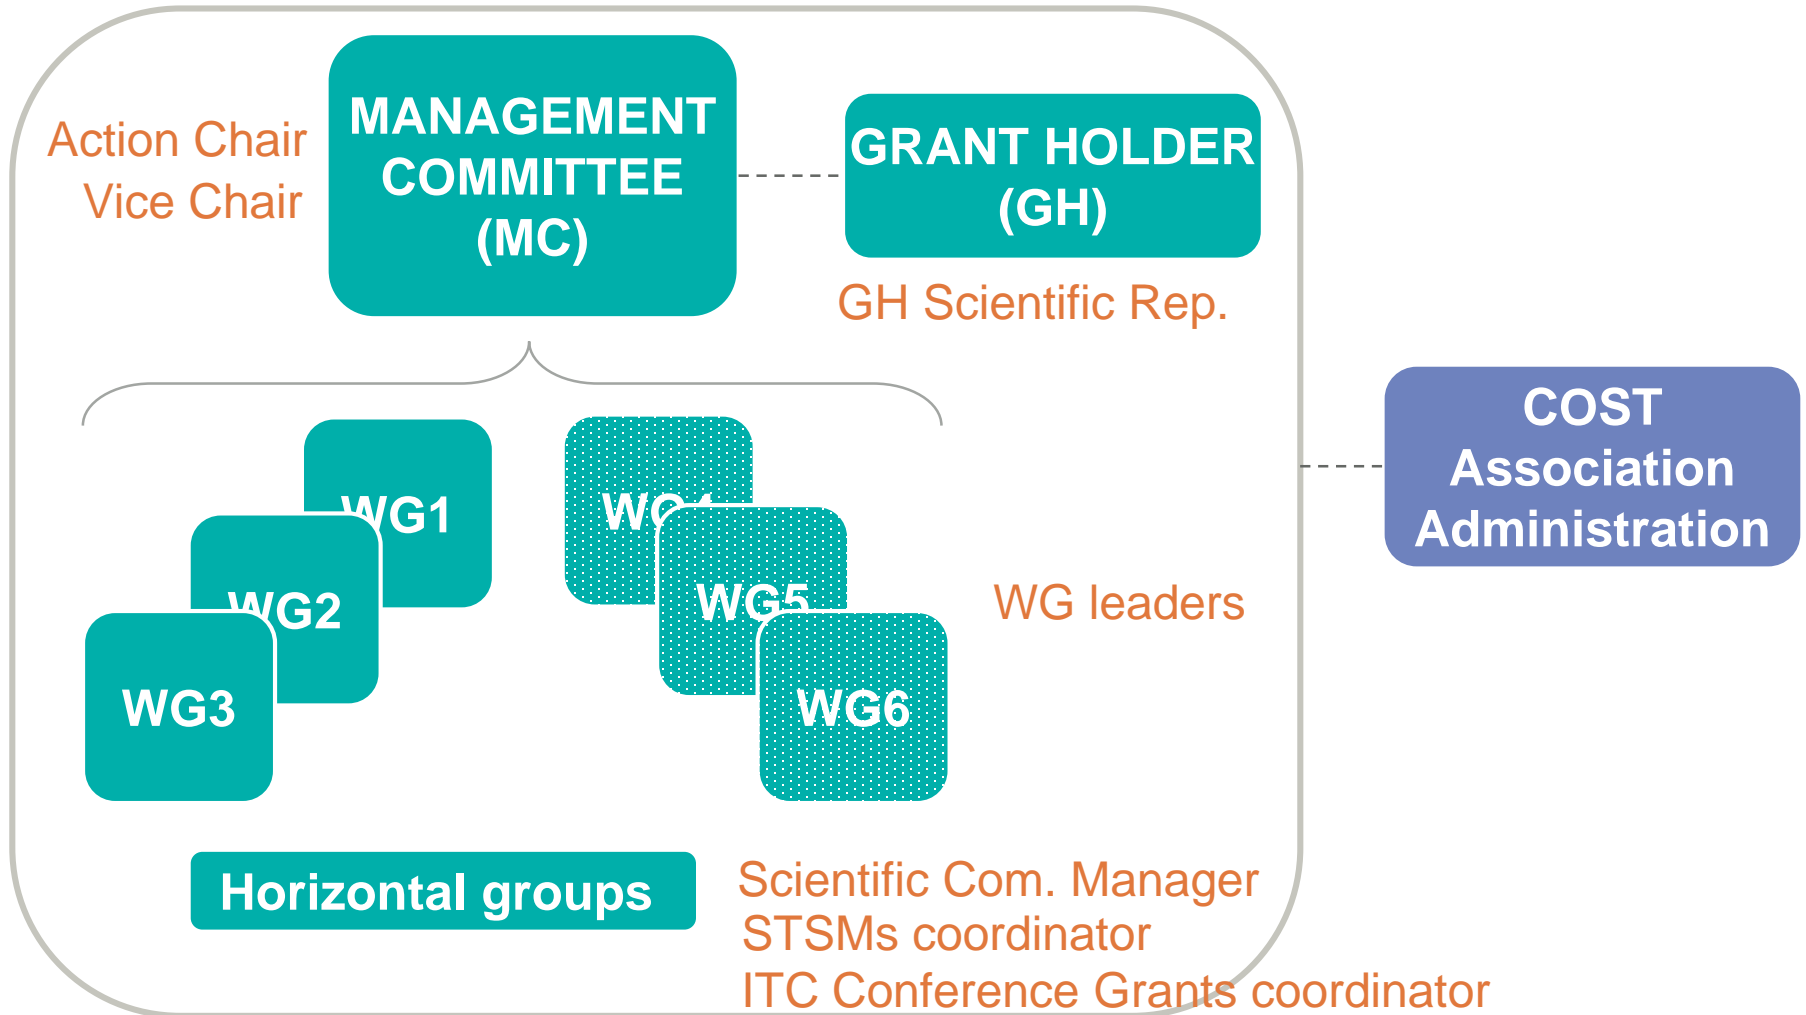 Action Chair
Vice Chair
MANAGEMENT
COMMITTEE
(MC)
GRANT HOLDER
(GH)
GH Scientific Rep.
COST
Association
Administration
WG1
WG2
WG3
WG4
WG5
WG6
WG leaders
Horizontal groups
Scientific Com. Manager
STSMs coordinator
ITC Conference Grants coordinator